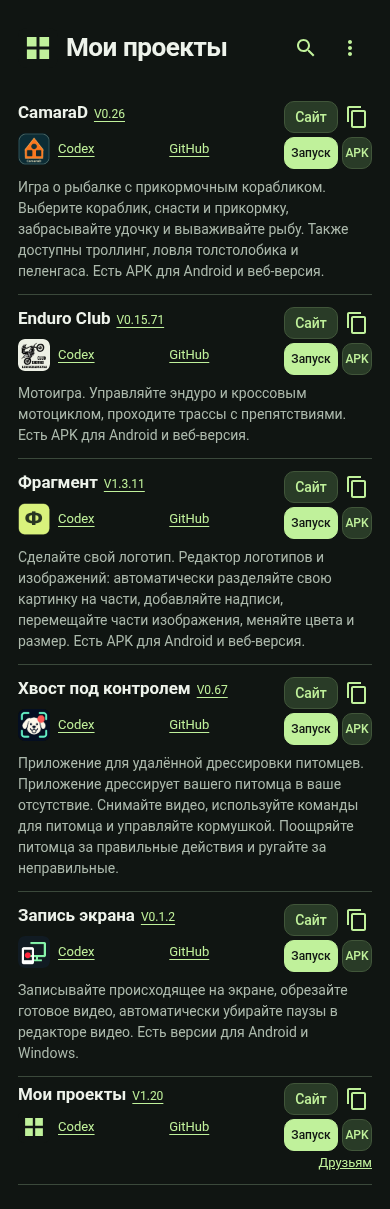 Мои проекты
CamaraD V0.26 Сайт
Codex GitHub Запуск APK
Игра о рыбалке с прикормочным корабликом.
Выберите кораблик, снасти и прикормку,
забрасывайте удочку и вываживайте рыбу. Также
доступны троллинг, ловля толстолобика и
пеленгаса. Есть APK для Android и веб-версия.
Enduro Club V0.15.71 Сайт
Codex GitHub Запуск APK
Мотоигра. Управляйте эндуро и кроссовым
мотоциклом, проходите трассы с препятствиями.
Есть APK для Android и веб-версия.
Фрагмент V1.3.11 Сайт
Ф Codex GitHub Запуск APK
Сделайте свой логотип. Редактор логотипов и
изображений: автоматически разделяйте свою
картинку на части, добавляйте надписи,
перемещайте части изображения, меняйте цвета и
размер. Есть APK для Android и веб-версия.
Хвост под контролем V0.67 Сайт
Codex GitHub Запуск APK
Приложение для удалённой дрессировки питомцев.
Приложение дрессирует вашего питомца в ваше
отсутствие. Снимайте видео, используйте команды
для питомца и управляйте кормушкой. Поощряйте
питомца за правильные действия и ругайте за
неправильные.
Запись экрана V0.1.2 Сайт
Codex GitHub Запуск APK
Записывайте происходящее на экране, обрезайте
готовое видео, автоматически убирайте паузы в
редакторе видео. Есть версии для Android и
Windows.
Мои проекты V1.20 Сайт
Codex GitHub Запуск APK
Друзьям